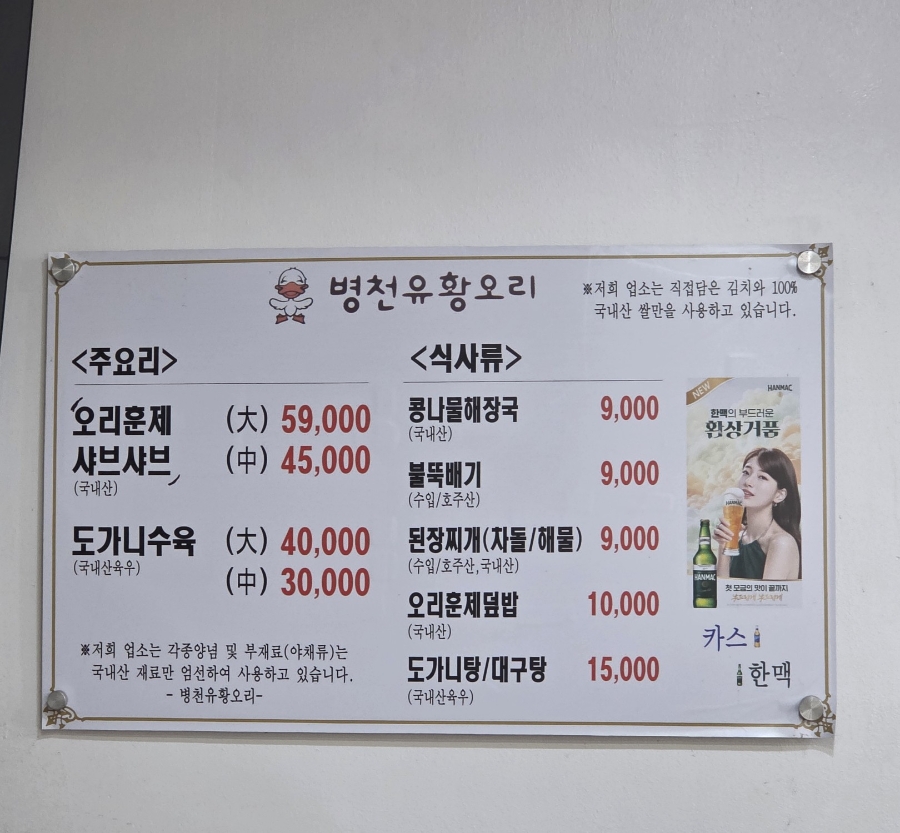 병천유황오리
※저희 업소는 직접담은 김치와 100%
국내산 쌀만을 사용하고 있습니다.
<주요리>
오리훈제 (大) 59,000
샤브샤브 (中) 45,000
(국내산)
도가니수육 (大) 40,000
(국내산육우)
(中) 30,000
※저희 업소는 각종양념 및 부재료(야채류)는
국내산 재료만 엄선하여 사용하고 있습니다.
- 병천유황오리-
<식사류>
콩나물해장국 9,000
(국내산)
불뚝배기 9,000
(수입/호주산)
된장찌개(차돌/해물) 9,000
(수입/호주산,국내산)
오리훈제덮밥 10,000
(국내산)
도가니탕/대구탕 15,000
(국내산육우)
NEW
HANMAC
한맥의 부드러운
환상거품
HANMAC
HANMAC
첫 모금의 맛이 끝까지
카스
한맥